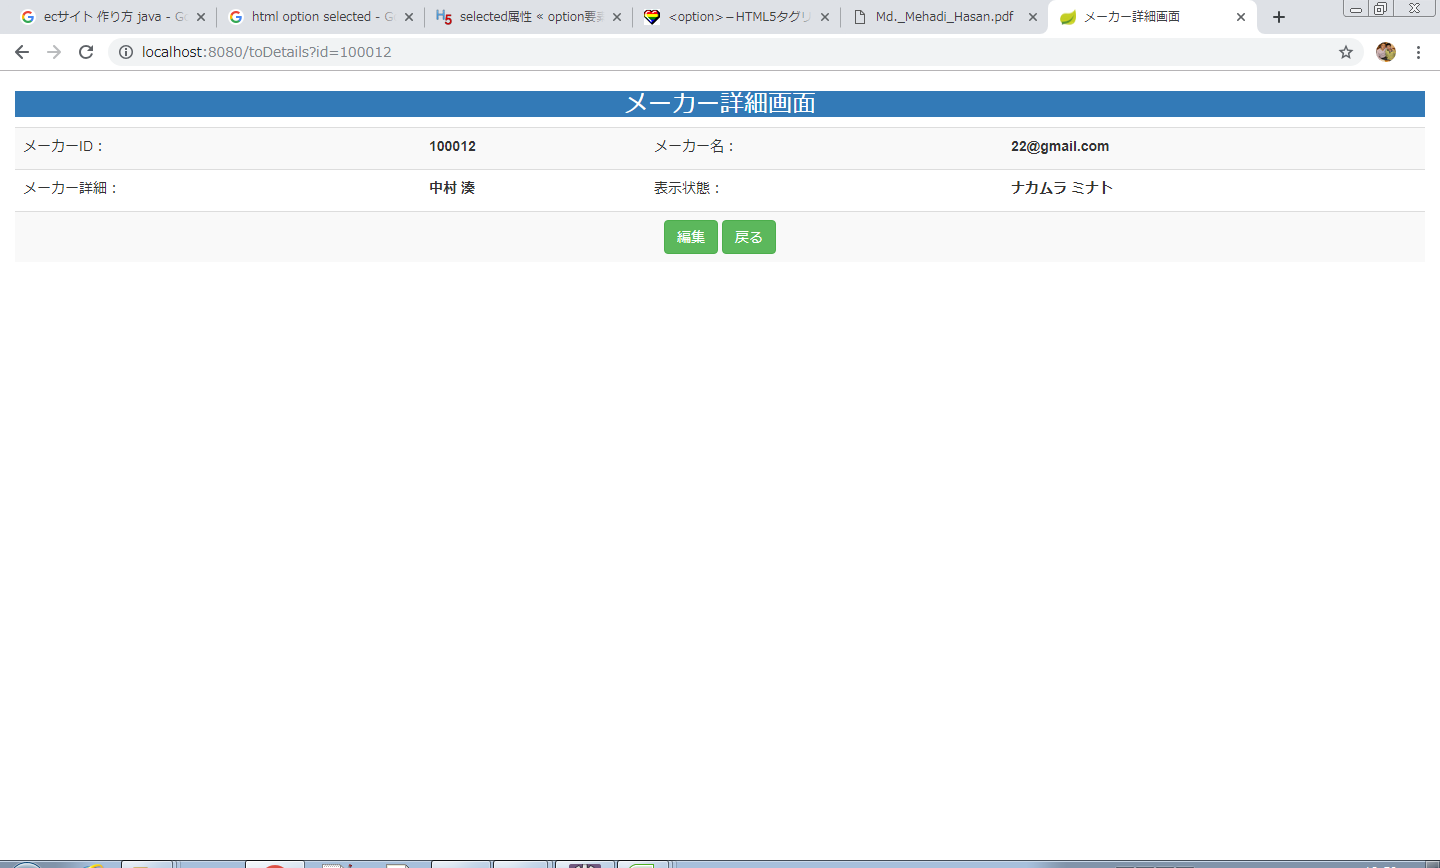 ecサイト 作り方 java - Go
html option selected - Go
selected属性 « option要素
<option>－HTML5タグリ
Md._Mehadi_Hasan.pdf
メーカー詳細画面
localhost:8080/toDetails?id=100012
メーカー詳細画面
メーカーID： 100012 メーカー名： 22@gmail.com
メーカー詳細： 中村 湊 表示状態： ナカムラ ミナト
編集 戻る